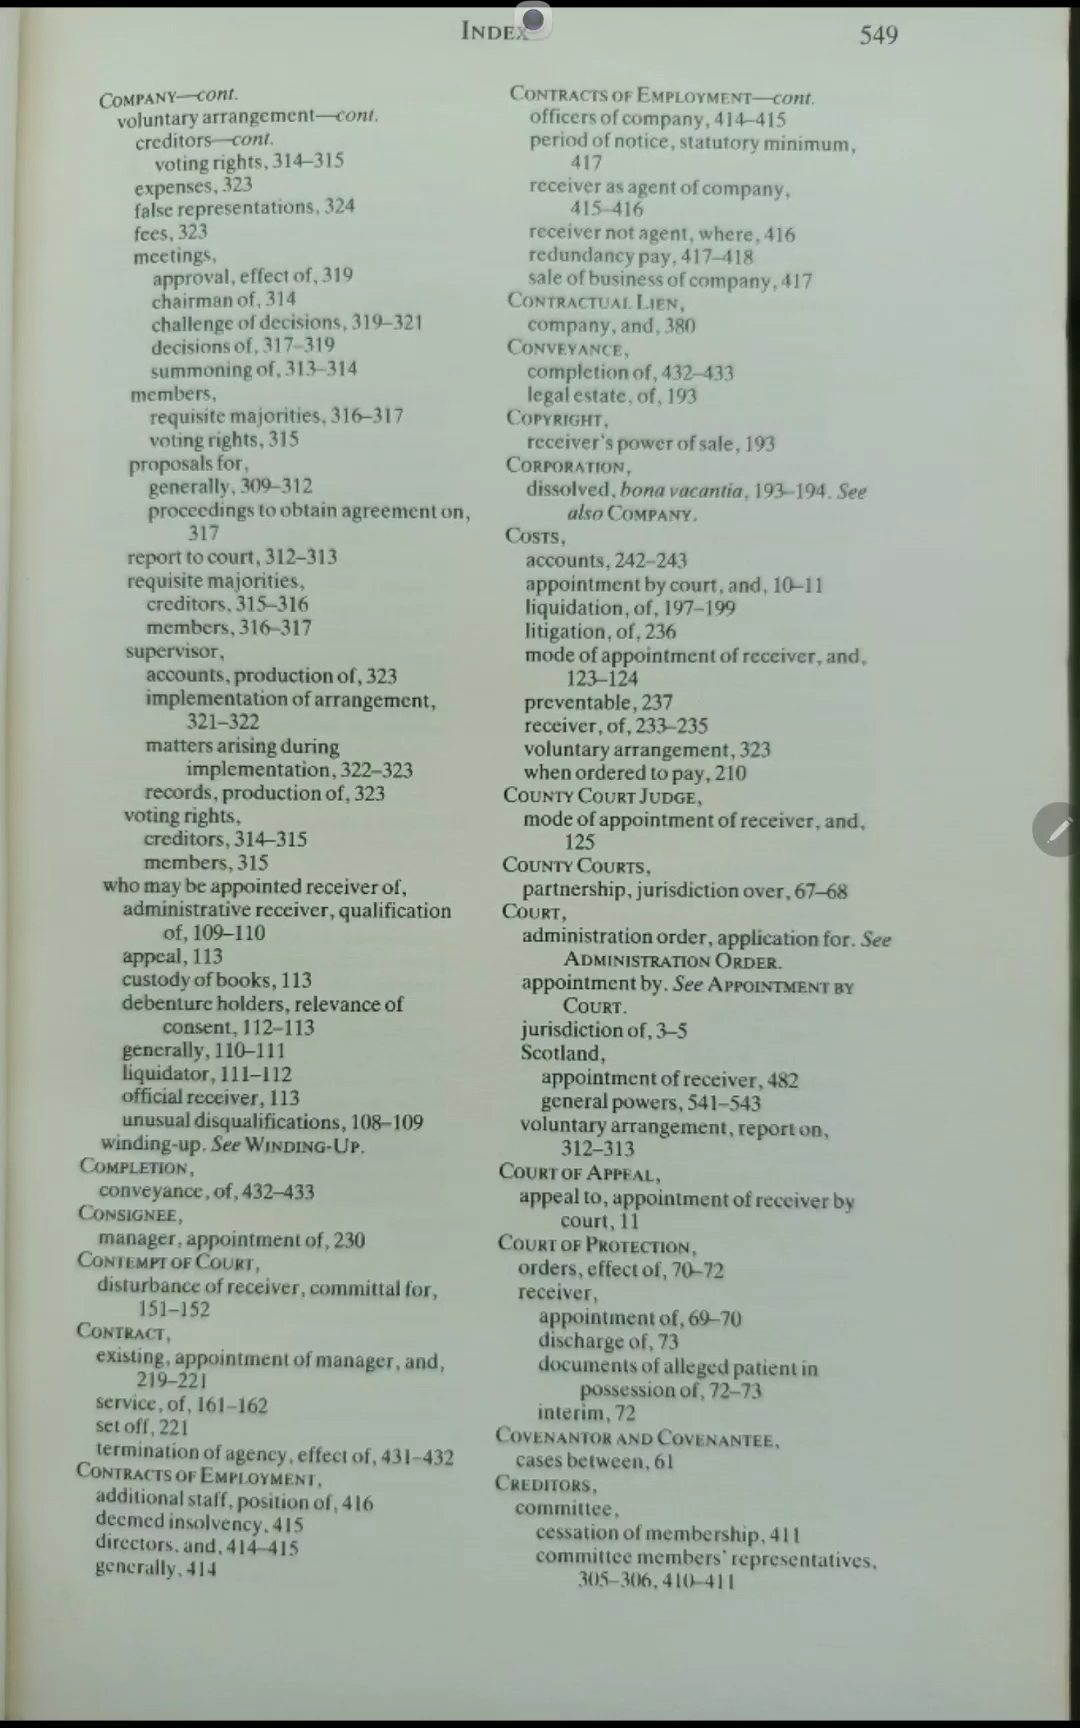 INDEX
549
COMPANY—cont.
voluntary arrangement—cont.
creditors—cont.
voting rights, 314–315
expenses, 323
false representations, 324
fees, 323
meetings,
approval, effect of, 319
chairman of, 314
challenge of decisions, 319–321
decisions of, 317–319
summoning of, 313–314
members,
requisite majorities, 316–317
voting rights, 315
proposals for,
generally, 309–312
proceedings to obtain agreement on,
317
report to court, 312–313
requisite majorities,
creditors, 315–316
members, 316–317
supervisor,
accounts, production of, 323
implementation of arrangement,
321–322
matters arising during
implementation, 322–323
records, production of, 323
voting rights,
creditors, 314–315
members, 315
who may be appointed receiver of,
administrative receiver, qualification
of, 109–110
appeal, 113
custody of books, 113
debenture holders, relevance of
consent, 112–113
generally, 110–111
liquidator, 111–112
official receiver, 113
unusual disqualifications, 108–109
winding-up. See WINDING-UP.
COMPLETION,
conveyance, of, 432–433
CONSIGNEE,
manager, appointment of, 230
CONTEMPT OF COURT,
disturbance of receiver, committal for,
151–152
CONTRACT,
existing, appointment of manager, and,
219–221
service, of, 161–162
set off, 221
termination of agency, effect of, 431–432
CONTRACTS OF EMPLOYMENT,
additional staff, position of, 416
deemed insolvency, 415
directors, and, 414–415
generally, 414
CONTRACTS OF EMPLOYMENT—cont.
officers of company, 414–415
period of notice, statutory minimum,
417
receiver as agent of company,
415–416
receiver not agent, where, 416
redundancy pay, 417–418
sale of business of company, 417
CONTRACTUAL LIEN,
company, and, 380
CONVEYANCE,
completion of, 432–433
legal estate, of, 193
COPYRIGHT,
receiver's power of sale, 193
CORPORATION,
dissolved, bona vacantia, 193–194. See
also COMPANY.
COSTS,
accounts, 242–243
appointment by court, and, 10–11
liquidation, of, 197–199
litigation, of, 236
mode of appointment of receiver, and,
123–124
preventable, 237
receiver, of, 233–235
voluntary arrangement, 323
when ordered to pay, 210
COUNTY COURT JUDGE,
mode of appointment of receiver, and,
125
COUNTY COURTS,
partnership, jurisdiction over, 67–68
COURT,
administration order, application for. See
ADMINISTRATION ORDER.
appointment by. See APPOINTMENT BY
COURT.
jurisdiction of, 3–5
Scotland,
appointment of receiver, 482
general powers, 541–543
voluntary arrangement, report on,
312–313
COURT OF APPEAL,
appeal to, appointment of receiver by
court, 11
COURT OF PROTECTION,
orders, effect of, 70–72
receiver,
appointment of, 69–70
discharge of, 73
documents of alleged patient in
possession of, 72–73
interim, 72
COVENANTOR AND COVENANTEE,
cases between, 61
CREDITORS,
committee,
cessation of membership, 411
committee members' representatives,
305–306, 410–411